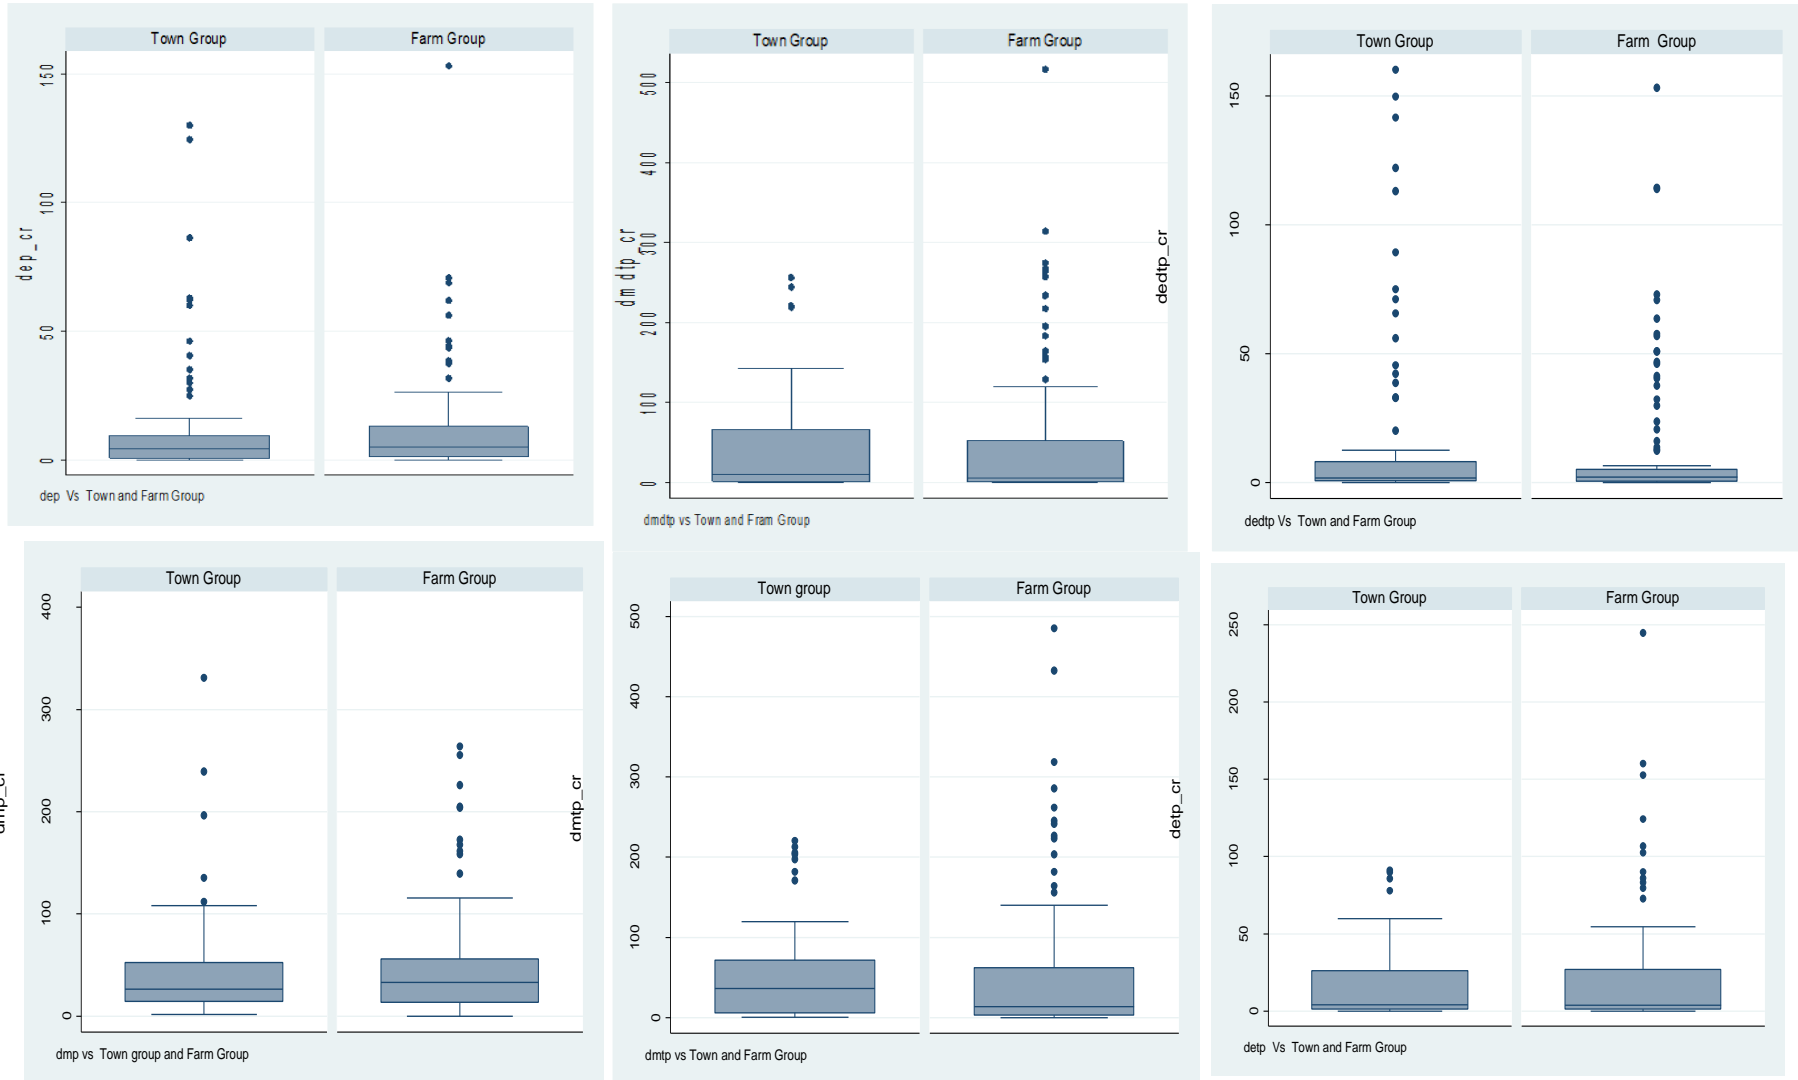 Town Group Farm Group
150
100
50
0
dep_cr
dep Vs Town and Farm Group
Town Group Farm Group
500
400
300
200
100
0
dmdtp_cr
dmdtp vs Town and Fram Group
Town Group Farm Group
150
100
50
0
dedtp_cr
dedtp Vs Town and Farm Group
Town Group Farm Group
400
300
200
100
0
dmp_cr
dmp vs Town group and Farm Group
Town group Farm Group
500
400
300
200
100
0
dmtp_cr
dmtp vs Town and Farm Group
Town Group Farm Group
250
200
150
100
50
0
detp_cr
detp Vs Town and Farm Group